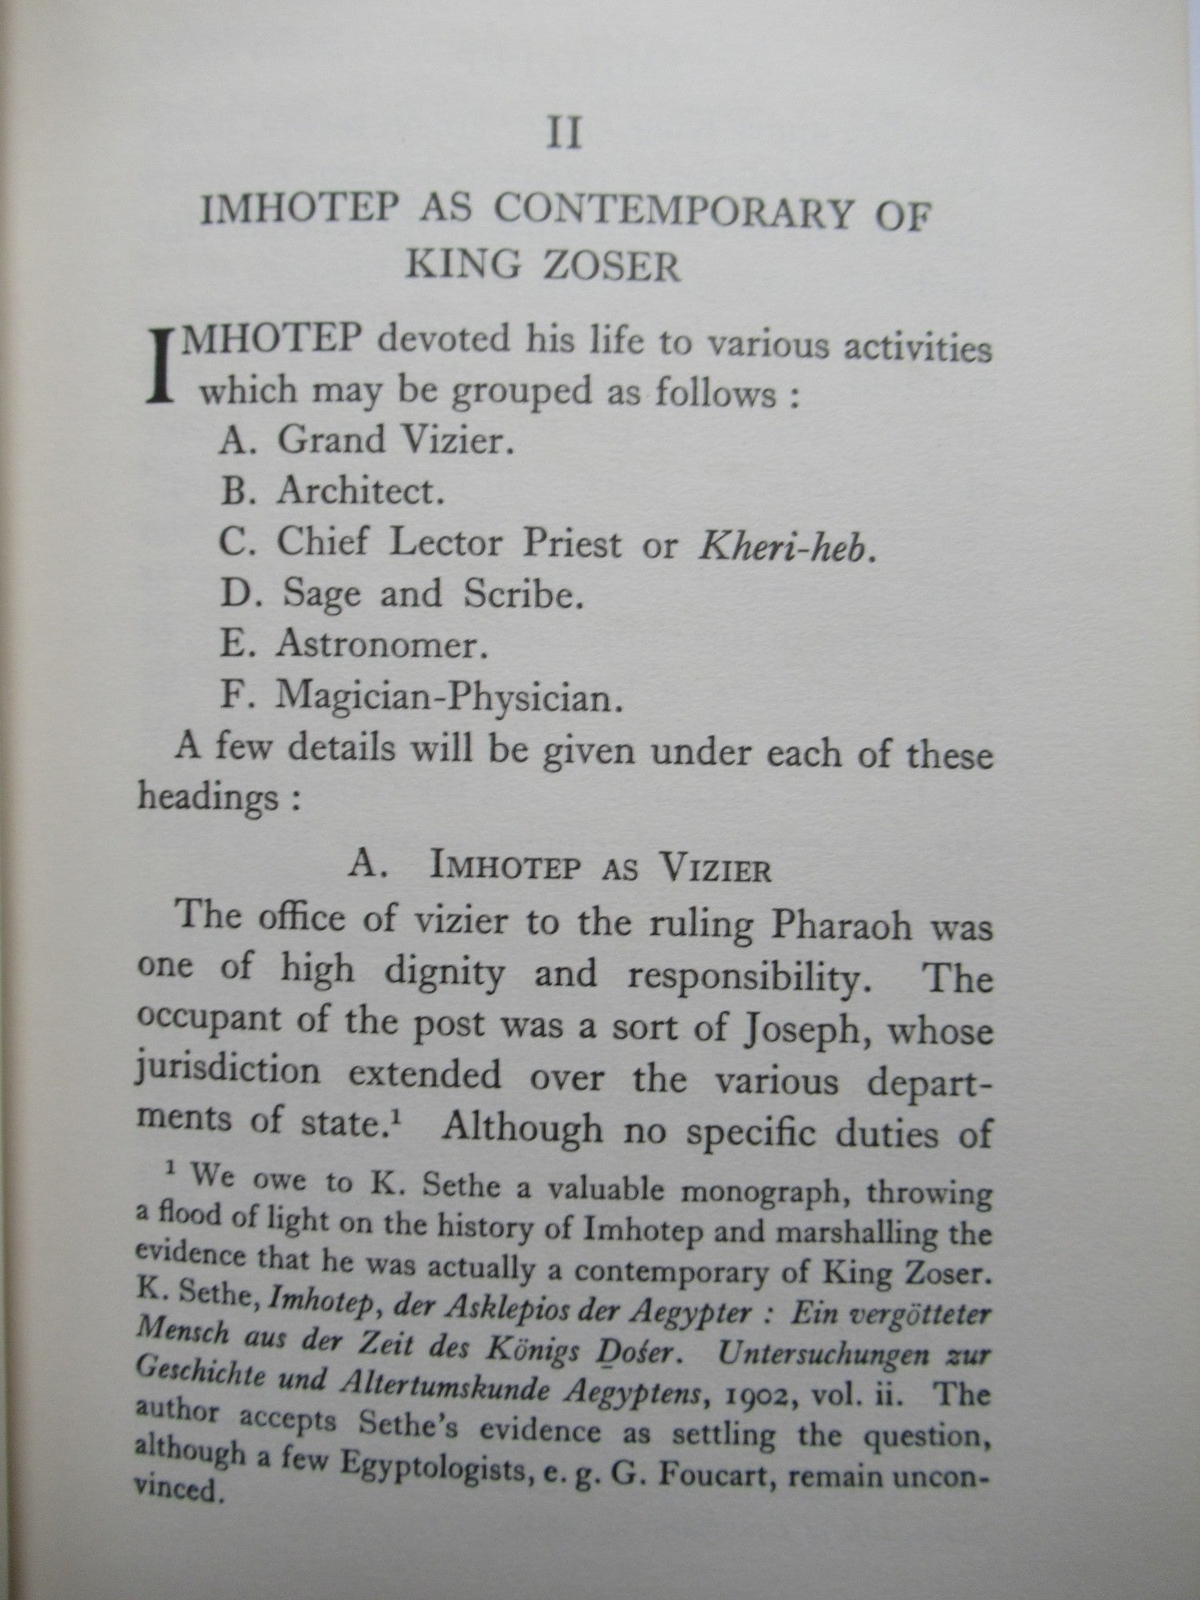 II
IMHOTEP AS CONTEMPORARY OF
KING ZOSER
IMHOTEP devoted his life to various activities
which may be grouped as follows :
A. Grand Vizier.
B. Architect.
C. Chief Lector Priest or Kheri-heb.
D. Sage and Scribe.
E. Astronomer.
F. Magician-Physician.
A few details will be given under each of these
headings :
A. IMHOTEP AS VIZIER
The office of vizier to the ruling Pharaoh was
one of high dignity and responsibility. The
occupant of the post was a sort of Joseph, whose
jurisdiction extended over the various depart-
ments of state.¹ Although no specific duties of
¹ We owe to K. Sethe a valuable monograph, throwing
a flood of light on the history of Imhotep and marshalling the
evidence that he was actually a contemporary of King Zoser.
K. Sethe, Imhotep, der Asklepios der Aegypter : Ein vergötteter
Mensch aus der Zeit des Königs Ḏośer. Untersuchungen zur
Geschichte und Altertumskunde Aegyptens, 1902, vol. ii. The
author accepts Sethe's evidence as settling the question,
although a few Egyptologists, e. g. G. Foucart, remain uncon-
vinced.